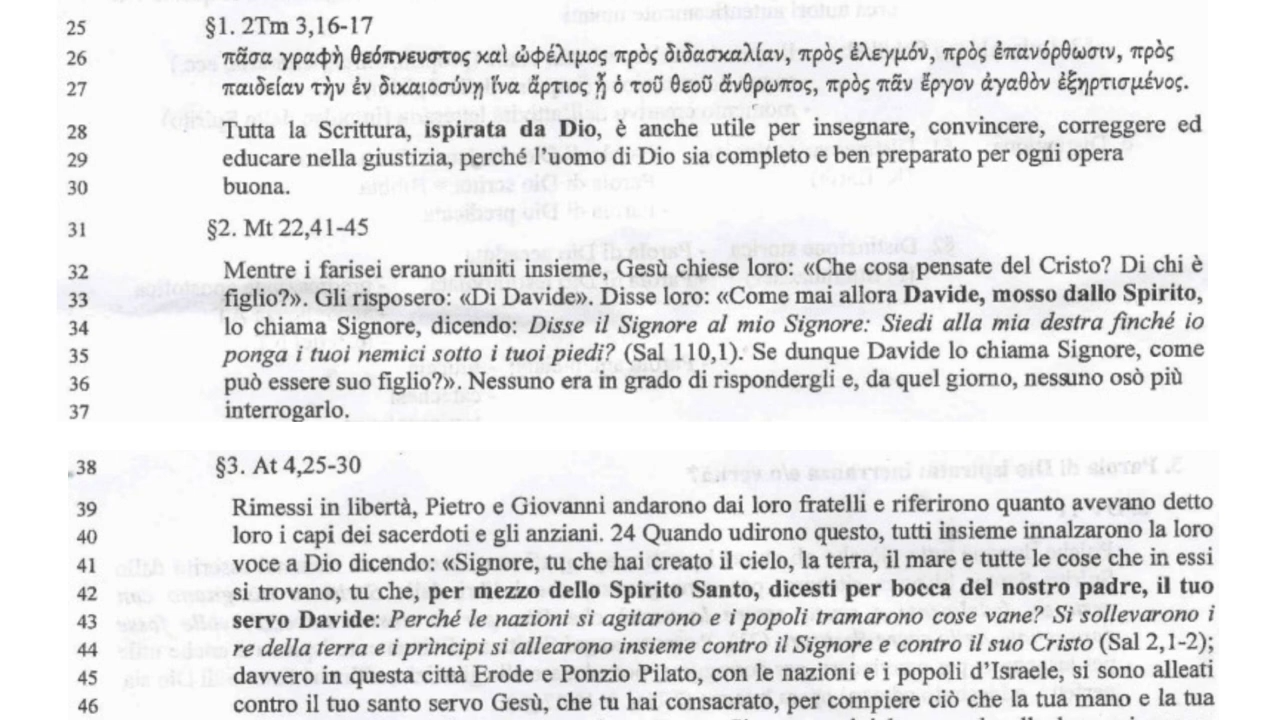 25 §1. 2Tm 3,16-17
26 πᾶσα γραφὴ θεόπνευστος καὶ ὠφέλιμος πρὸς διδασκαλίαν, πρὸς ἐλεγμόν, πρὸς ἐπανόρθωσιν, πρὸς
27 παιδείαν τὴν ἐν δικαιοσύνῃ ἵνα ἄρτιος ᾖ ὁ τοῦ θεοῦ ἄνθρωπος, πρὸς πᾶν ἔργον ἀγαθὸν ἐξηρτισμένος.
28 Tutta la Scrittura, ispirata da Dio, è anche utile per insegnare, convincere, correggere ed
29 educare nella giustizia, perché l'uomo di Dio sia completo e ben preparato per ogni opera
30 buona.
31 §2. Mt 22,41-45
32 Mentre i farisei erano riuniti insieme, Gesù chiese loro: «Che cosa pensate del Cristo? Di chi è
33 figlio?». Gli risposero: «Di Davide». Disse loro: «Come mai allora Davide, mosso dallo Spirito,
34 lo chiama Signore, dicendo: Disse il Signore al mio Signore: Siedi alla mia destra finché io
35 ponga i tuoi nemici sotto i tuoi piedi? (Sal 110,1). Se dunque Davide lo chiama Signore, come
36 può essere suo figlio?». Nessuno era in grado di rispondergli e, da quel giorno, nessuno osò più
37 interrogarlo.
38 §3. At 4,25-30
39 Rimessi in libertà, Pietro e Giovanni andarono dai loro fratelli e riferirono quanto avevano detto
40 loro i capi dei sacerdoti e gli anziani. 24 Quando udirono questo, tutti insieme innalzarono la loro
41 voce a Dio dicendo: «Signore, tu che hai creato il cielo, la terra, il mare e tutte le cose che in essi
42 si trovano, tu che, per mezzo dello Spirito Santo, dicesti per bocca del nostro padre, il tuo
43 servo Davide: Perché le nazioni si agitarono e i popoli tramarono cose vane? Si sollevarono i
44 re della terra e i principi si allearono insieme contro il Signore e contro il suo Cristo (Sal 2,1-2);
45 davvero in questa città Erode e Ponzio Pilato, con le nazioni e i popoli d'Israele, si sono alleati
46 contro il tuo santo servo Gesù, che tu hai consacrato, per compiere ciò che la tua mano e la tua